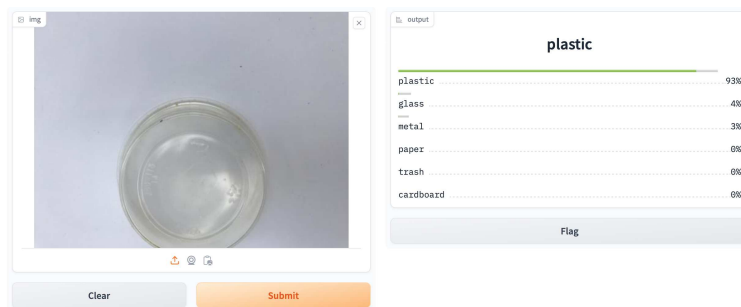 img
output
plastic
plastic 93%
glass 4%
metal 3%
paper 0%
trash 0%
cardboard 0%
Flag
Clear
Submit